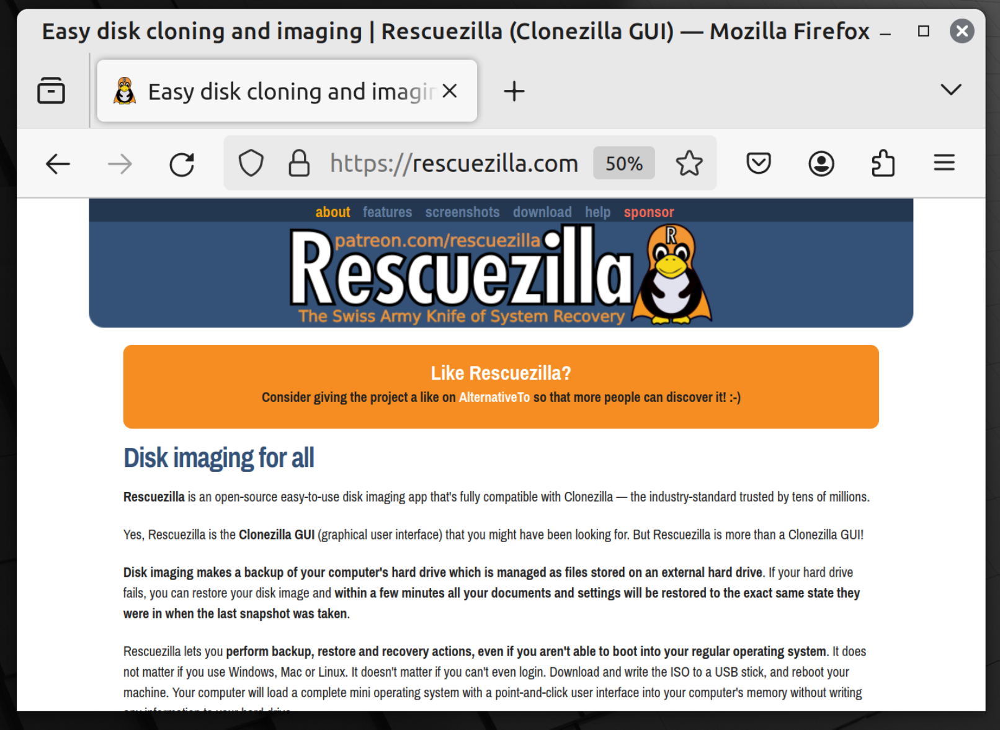 Easy disk cloning and imaging | Rescuezilla (Clonezilla GUI) — Mozilla Firefox
Easy disk cloning and imagin
https://rescuezilla.com 50%
about features screenshots download help sponsor
R
patreon.com/rescuezilla
Rescuezilla
The Swiss Army Knife of System Recovery
Like Rescuezilla?
Consider giving the project a like on AlternativeTo so that more people can discover it! :-)
Disk imaging for all
Rescuezilla is an open-source easy-to-use disk imaging app that's fully compatible with Clonezilla — the industry-standard trusted by tens of millions.
Yes, Rescuezilla is the Clonezilla GUI (graphical user interface) that you might have been looking for. But Rescuezilla is more than a Clonezilla GUI!
Disk imaging makes a backup of your computer's hard drive which is managed as files stored on an external hard drive. If your hard drive
fails, you can restore your disk image and within a few minutes all your documents and settings will be restored to the exact same state they
were in when the last snapshot was taken.
Rescuezilla lets you perform backup, restore and recovery actions, even if you aren't able to boot into your regular operating system. It does
not matter if you use Windows, Mac or Linux. It doesn't matter if you can't even login. Download and write the ISO to a USB stick, and reboot your
machine. Your computer will load a complete mini operating system with a point-and-click user interface into your computer's memory without writing
any information to your hard drive.